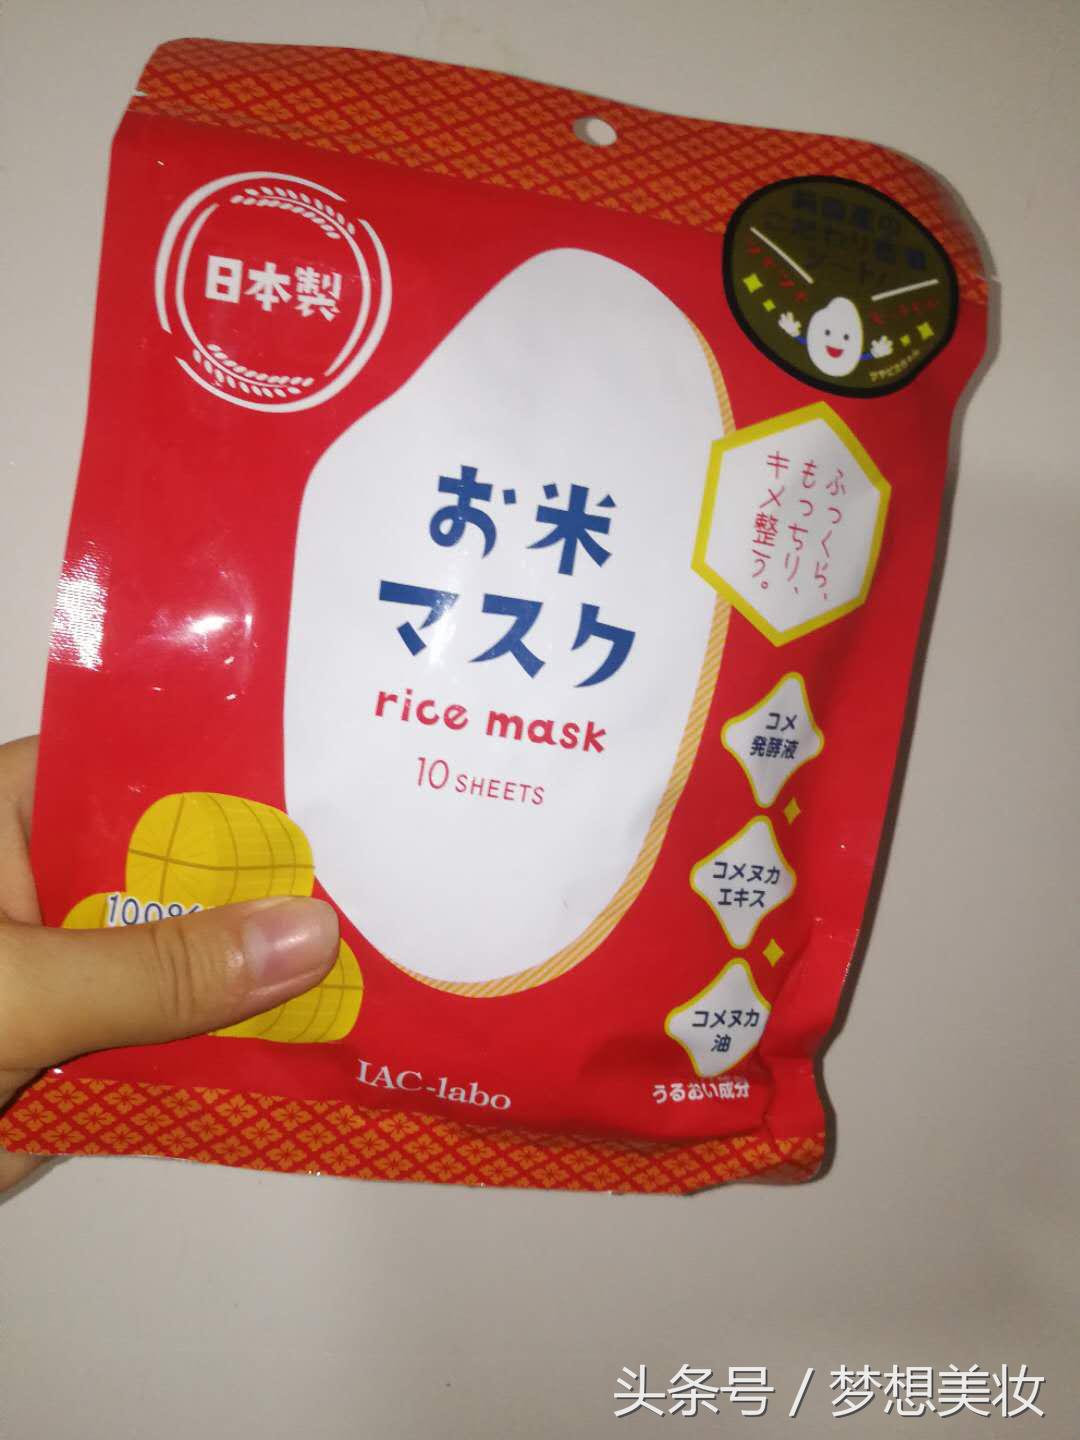 日本製
お米
マスク
rice mask
10 SHEETS
ふっくら、
もっちり、
キメ整う。
コメ
発酵液
コメヌカ
エキス
コメヌカ
油
うるおい成分
100%
IAC-labo
头条号 / 梦想美妆